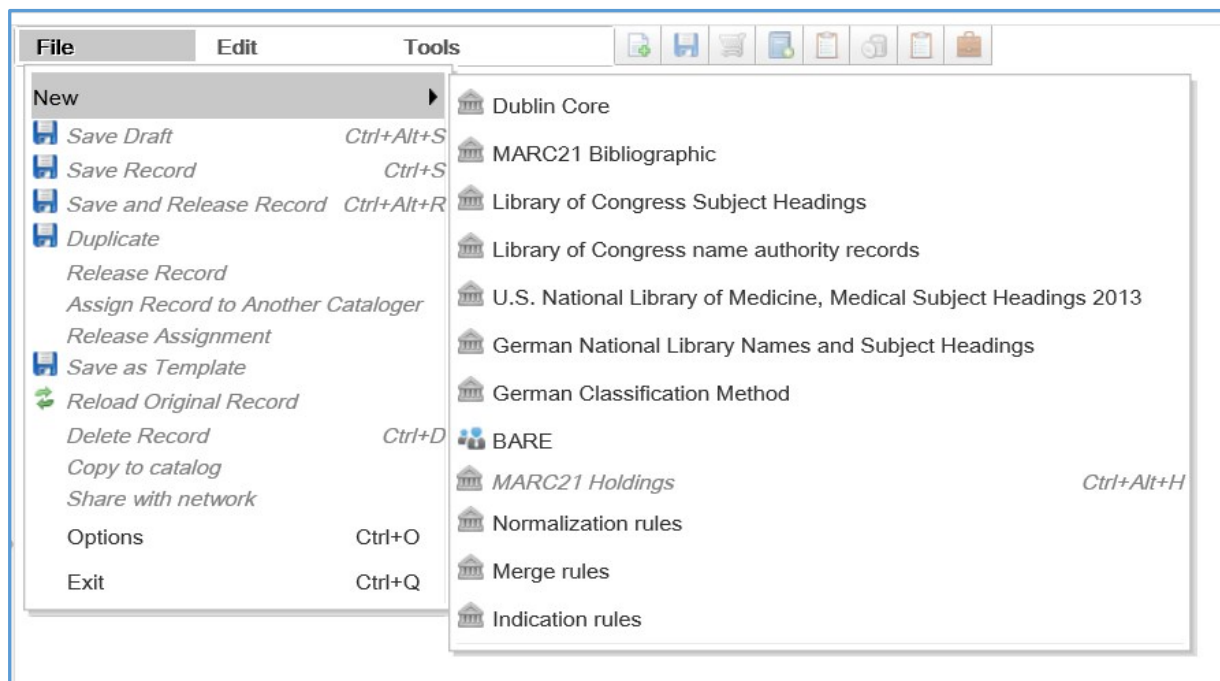 File Edit Tools
New
Save Draft Ctrl+Alt+S
Save Record Ctrl+S
Save and Release Record Ctrl+Alt+R
Duplicate
Release Record
Assign Record to Another Cataloger
Release Assignment
Save as Template
Reload Original Record
Delete Record Ctrl+D
Copy to catalog
Share with network
Options Ctrl+O
Exit Ctrl+Q
Dublin Core
MARC21 Bibliographic
Library of Congress Subject Headings
Library of Congress name authority records
U.S. National Library of Medicine, Medical Subject Headings 2013
German National Library Names and Subject Headings
German Classification Method
BARE
MARC21 Holdings Ctrl+Alt+H
Normalization rules
Merge rules
Indication rules